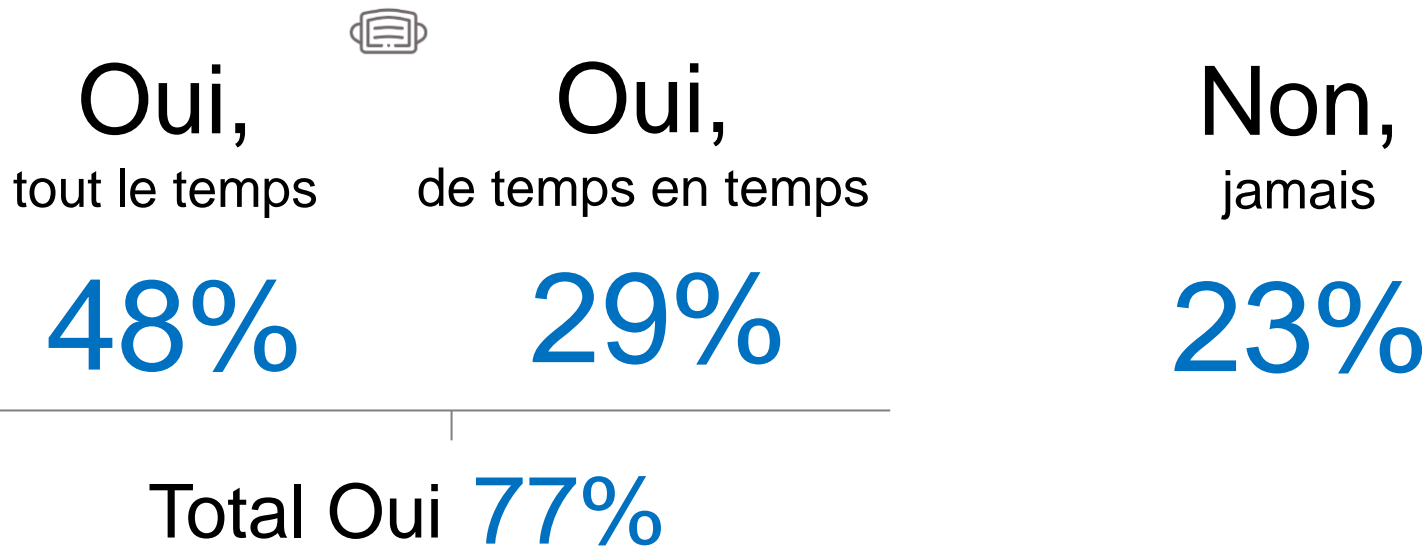 Oui,
tout le temps
48%
Oui,
de temps en temps
29%
Total Oui 77%
Non,
jamais
23%